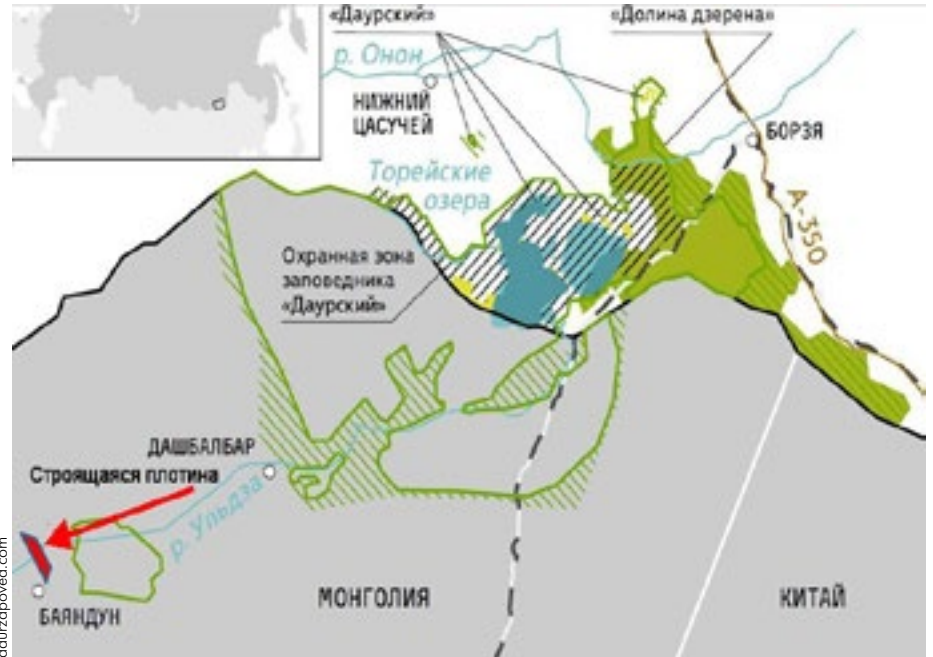 «Даурский»
«Долина дзерена»
р. Онон
НИЖНИЙ
ЦАСУЧЕЙ
БОРЗЯ
Торейские
озера
А-350
Охранная зона
заповедника
«Даурский»
ДАШБАЛБАР
Строящаяся плотина
р. Ульдза
БАЯНДУН
МОНГОЛИЯ
КИТАЙ
daurzapoved.com